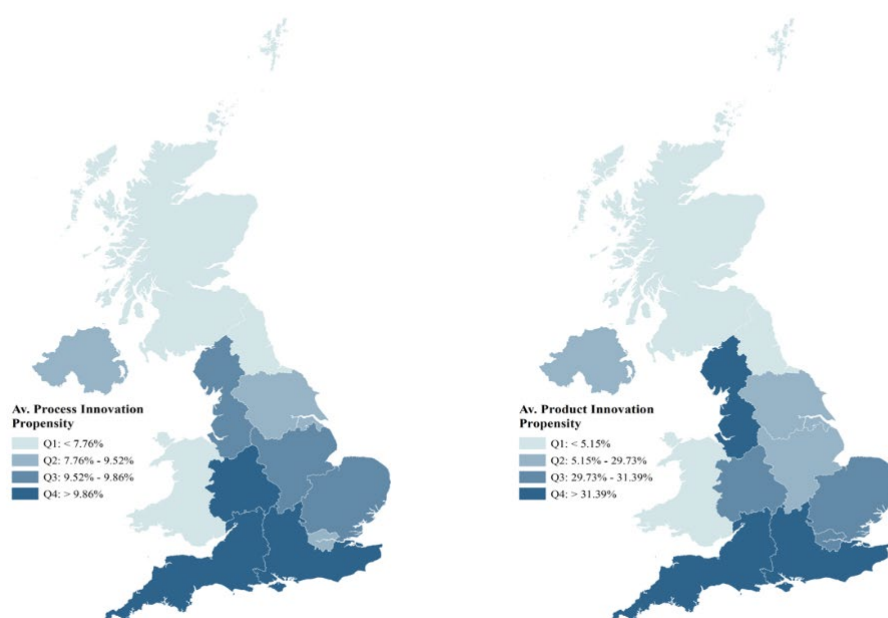 Av. Process Innovation
Propensity
Q1: < 7.76%
Q2: 7.76% - 9.52%
Q3: 9.52% - 9.86%
Q4: > 9.86%
Av. Product Innovation
Propensity
Q1: < 5.15%
Q2: 5.15% - 29.73%
Q3: 29.73% - 31.39%
Q4: > 31.39%